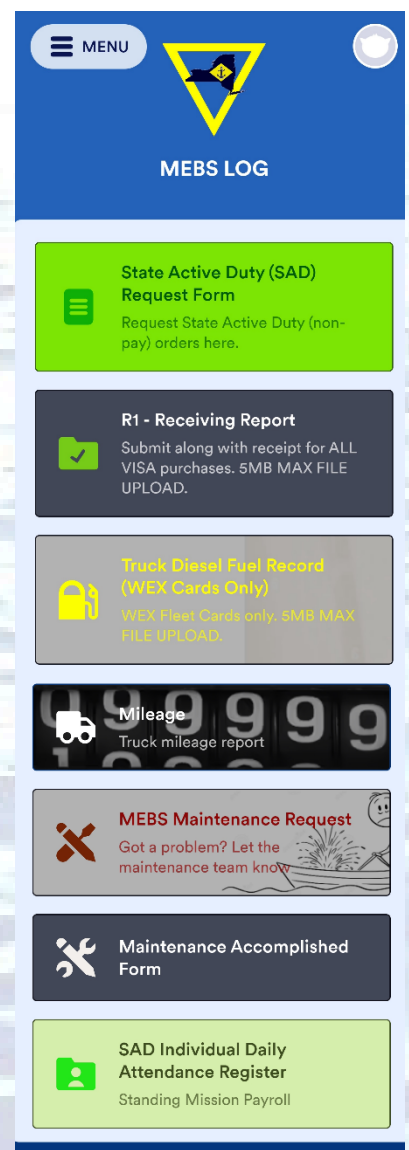 MENU
MEBS LOG
State Active Duty (SAD)
Request Form
Request State Active Duty (non-
pay) orders here.
R1 - Receiving Report
Submit along with receipt for ALL
VISA purchases. 5MB MAX FILE
UPLOAD.
Truck Diesel Fuel Record
(WEX Cards Only)
WEX Fleet Cards only. 5MB MAX
FILE UPLOAD.
099999
Mileage
Truck mileage report
MEBS Maintenance Request
Got a problem? Let the
maintenance team know
Maintenance Accomplished
Form
SAD Individual Daily
Attendance Register
Standing Mission Payroll